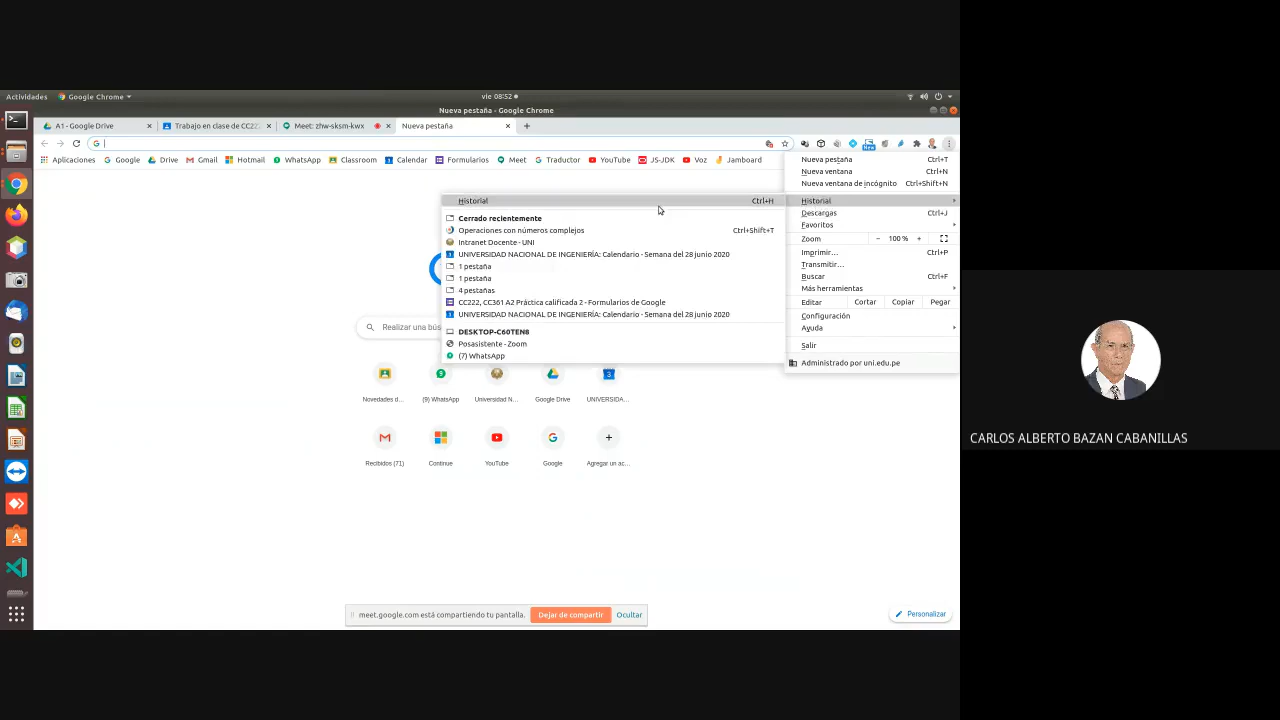 Actividades
Google Chrome
vie 08:52
Nueva pestaña - Google Chrome
A1 - Google Drive
Trabajo en clase de CC22
Meet: zhw-sksm-kwx
Nueva pestaña
Aplicaciones
Google
Drive
Gmail
Hotmail
WhatsApp
Classroom
Calendar
Formularios
Meet
Traductor
YouTube
JS-JDK
Voz
Jamboard
Nueva pestaña Ctrl+T
Nueva ventana Ctrl+N
Nueva ventana de incógnito Ctrl+Shift+N
Historial
Descargas Ctrl+J
Favoritos
Zoom - 100 % +
Imprimir... Ctrl+P
Transmitir...
Buscar Ctrl+F
Más herramientas
Editar Cortar Copiar Pegar
Configuración
Ayuda
Salir
Administrado por uni.edu.pe
Historial Ctrl+H
Cerrado recientemente
Operaciones con números complejos Ctrl+Shift+T
Intranet Docente - UNI
UNIVERSIDAD NACIONAL DE INGENIERÍA: Calendario - Semana del 28 junio 2020
1 pestaña
1 pestaña
4 pestañas
CC222, CC361 A2 Práctica calificada 2 - Formularios de Google
UNIVERSIDAD NACIONAL DE INGENIERÍA: Calendario - Semana del 28 junio 2020
DESKTOP-C60TEN8
Posasistente - Zoom
(7) WhatsApp
Realizar una bús
Novedades d...
(9) WhatsApp
Universidad N...
Google Drive
UNIVERSIDA...
Recibidos (71)
Continue
YouTube
Google
Agregar un ac...
meet.google.com está compartiendo tu pantalla.
Dejar de compartir
Ocultar
Personalizar
CARLOS ALBERTO BAZAN CABANILLAS